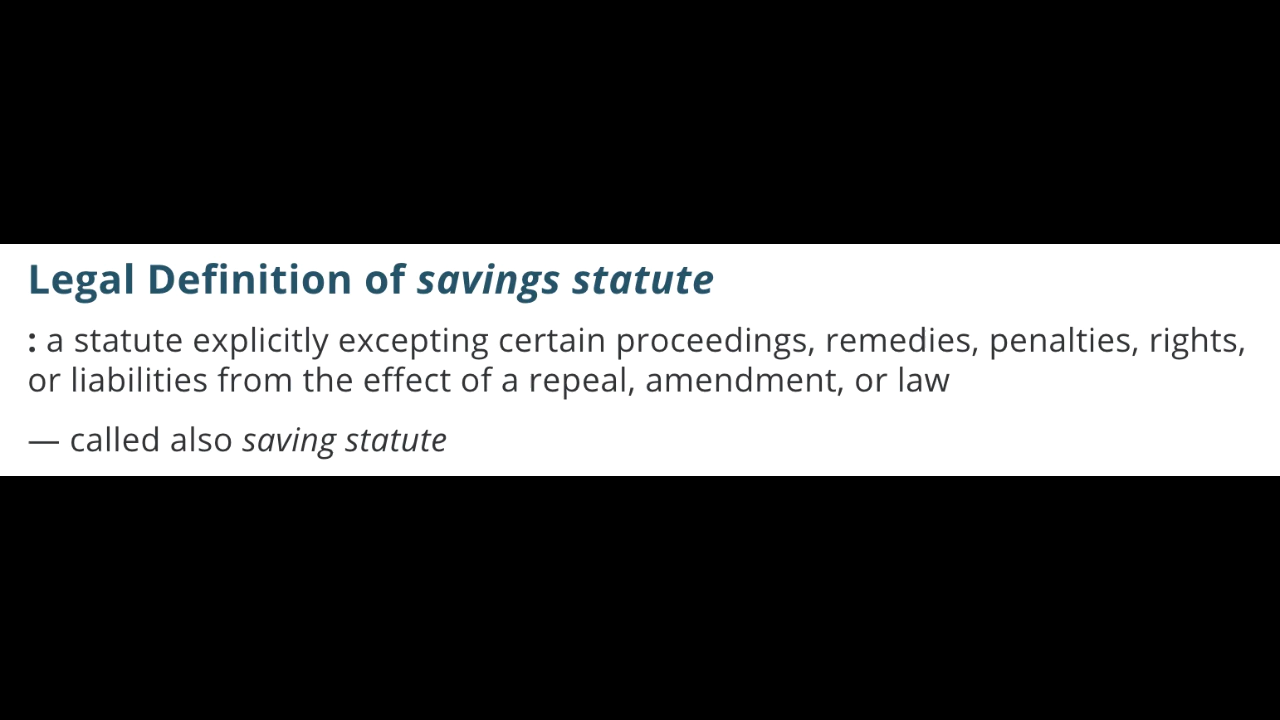 Legal Definition of savings statute
: a statute explicitly excepting certain proceedings, remedies, penalties, rights,
or liabilities from the effect of a repeal, amendment, or law
— called also saving statute